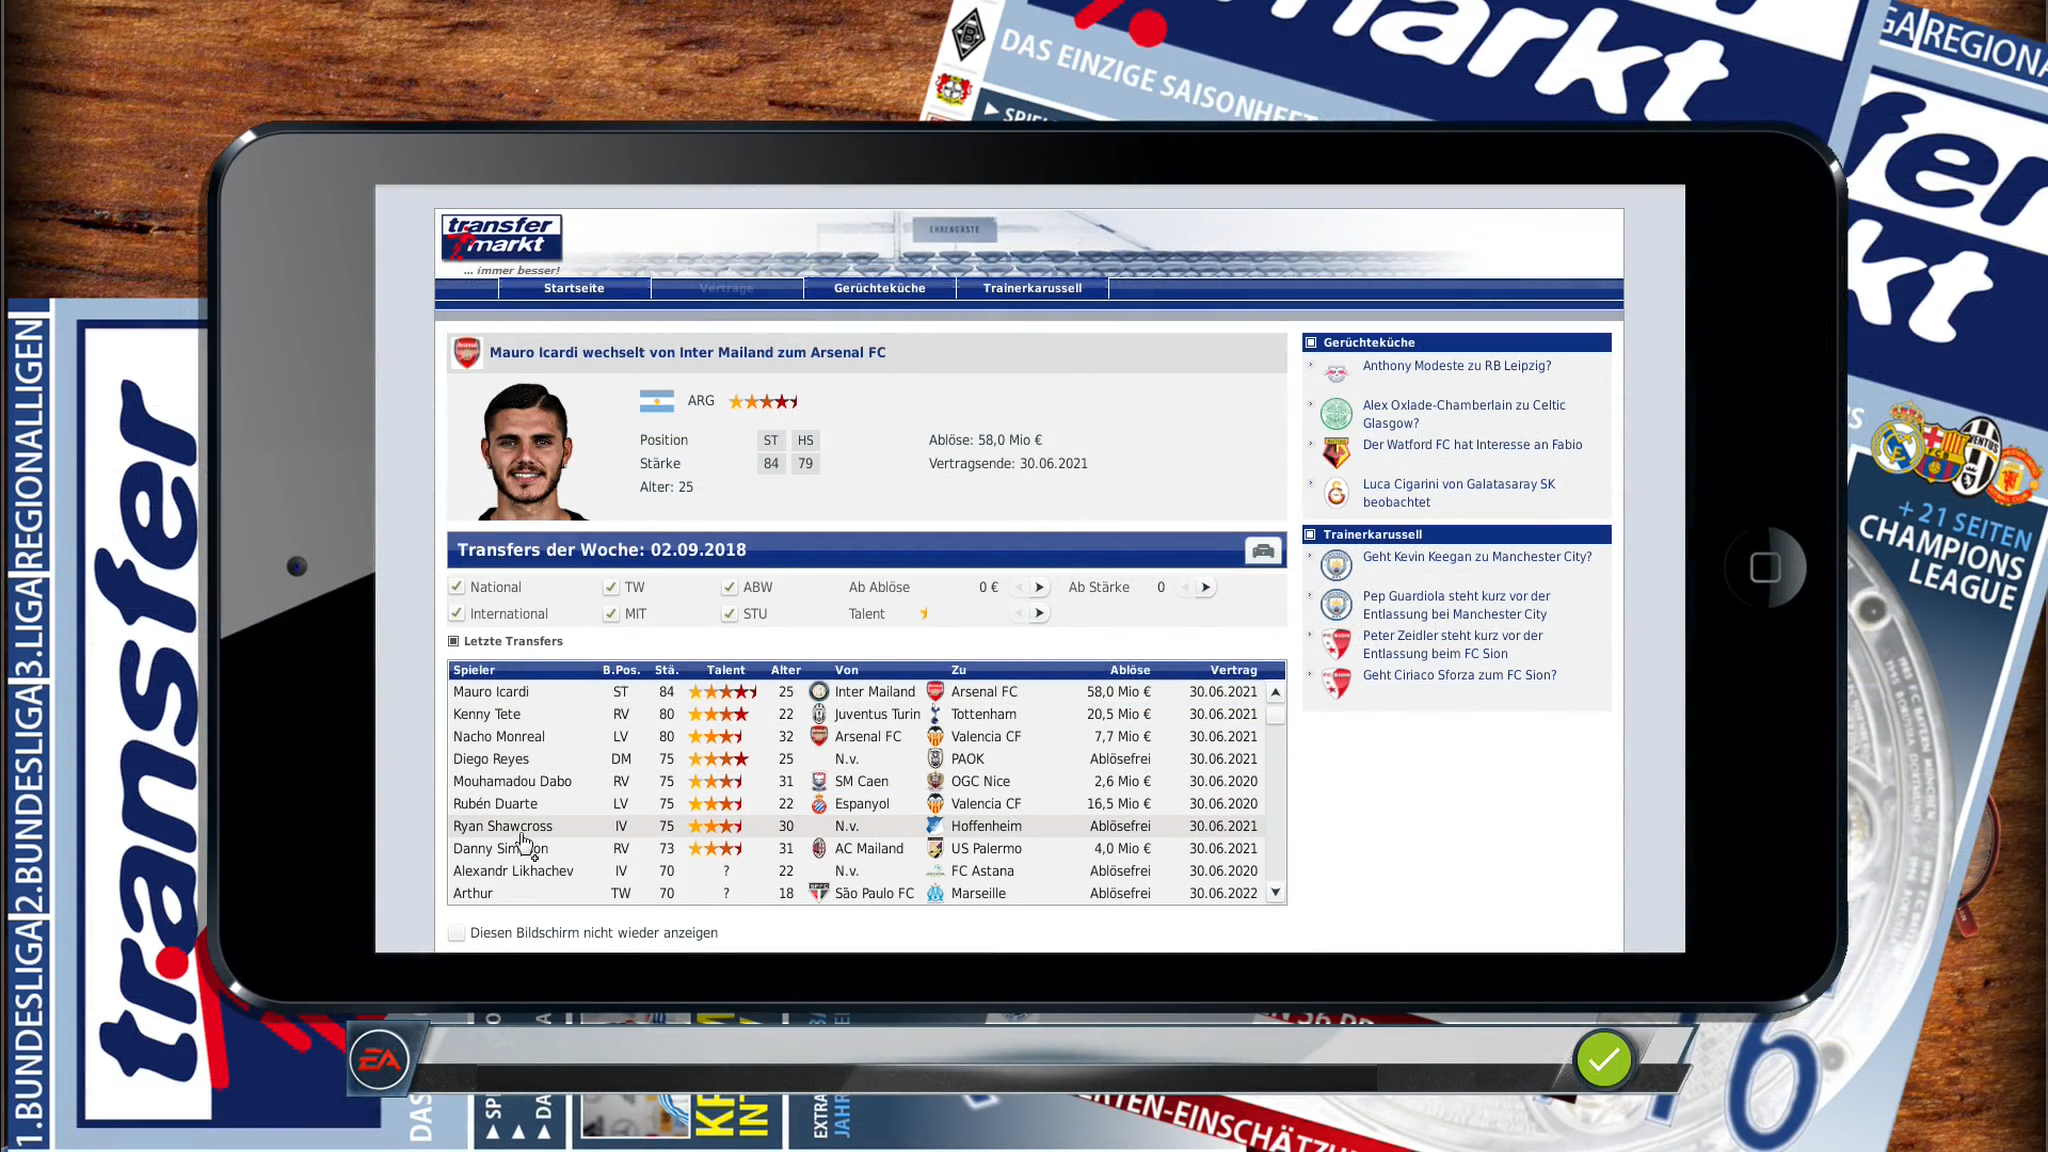 DAS EINZIGE SAISONHEFT
GA REGIONA
transfer
markt
... immer besser!
EHRENGÄSTE
Startseite
Verträge
Gerüchteküche
Trainerkarussell
Mauro Icardi wechselt von Inter Mailand zum Arsenal FC
ARG
Position ST HS
Stärke 84 79
Alter: 25
Ablöse: 58,0 Mio €
Vertragsende: 30.06.2021
Transfers der Woche: 02.09.2018
National TW ABW Ab Ablöse 0 € Ab Stärke 0
International MIT STU Talent
Letzte Transfers
Spieler B.Pos. Stä. Talent Alter Von Zu Ablöse Vertrag
Mauro Icardi ST 84 25 Inter Mailand Arsenal FC 58,0 Mio € 30.06.2021
Kenny Tete RV 80 22 Juventus Turin Tottenham 20,5 Mio € 30.06.2021
Nacho Monreal LV 80 32 Arsenal FC Valencia CF 7,7 Mio € 30.06.2021
Diego Reyes DM 75 25 N.v. PAOK Ablösefrei 30.06.2021
Mouhamadou Dabo RV 75 31 SM Caen OGC Nice 2,6 Mio € 30.06.2020
Rubén Duarte LV 75 22 Espanyol Valencia CF 16,5 Mio € 30.06.2020
Ryan Shawcross IV 75 30 N.v. Hoffenheim Ablösefrei 30.06.2021
Danny RV 73 31 AC Mailand US Palermo 4,0 Mio € 30.06.2021
Alexandr Likhachev IV 70 ? 22 N.v. FC Astana Ablösefrei 30.06.2020
Arthur TW 70 ? 18 São Paulo FC Marseille Ablösefrei 30.06.2022
Diesen Bildschirm nicht wieder anzeigen
Gerüchteküche
Anthony Modeste zu RB Leipzig?
Alex Oxlade-Chamberlain zu Celtic
Glasgow?
Der Watford FC hat Interesse an Fabio
Luca Cigarini von Galatasaray SK
beobachtet
Trainerkarussell
Geht Kevin Keegan zu Manchester City?
Pep Guardiola steht kurz vor der
Entlassung bei Manchester City
Peter Zeidler steht kurz vor der
Entlassung beim FC Sion
Geht Ciriaco Sforza zum FC Sion?
+ 21 SEITEN
CHAMPIONS
LEAGUE
1.BUNDESLIGA 2.BUNDESLIGA 3.LIGA REGIONALLIGEN
transfer
EA
DAS
EXTRA